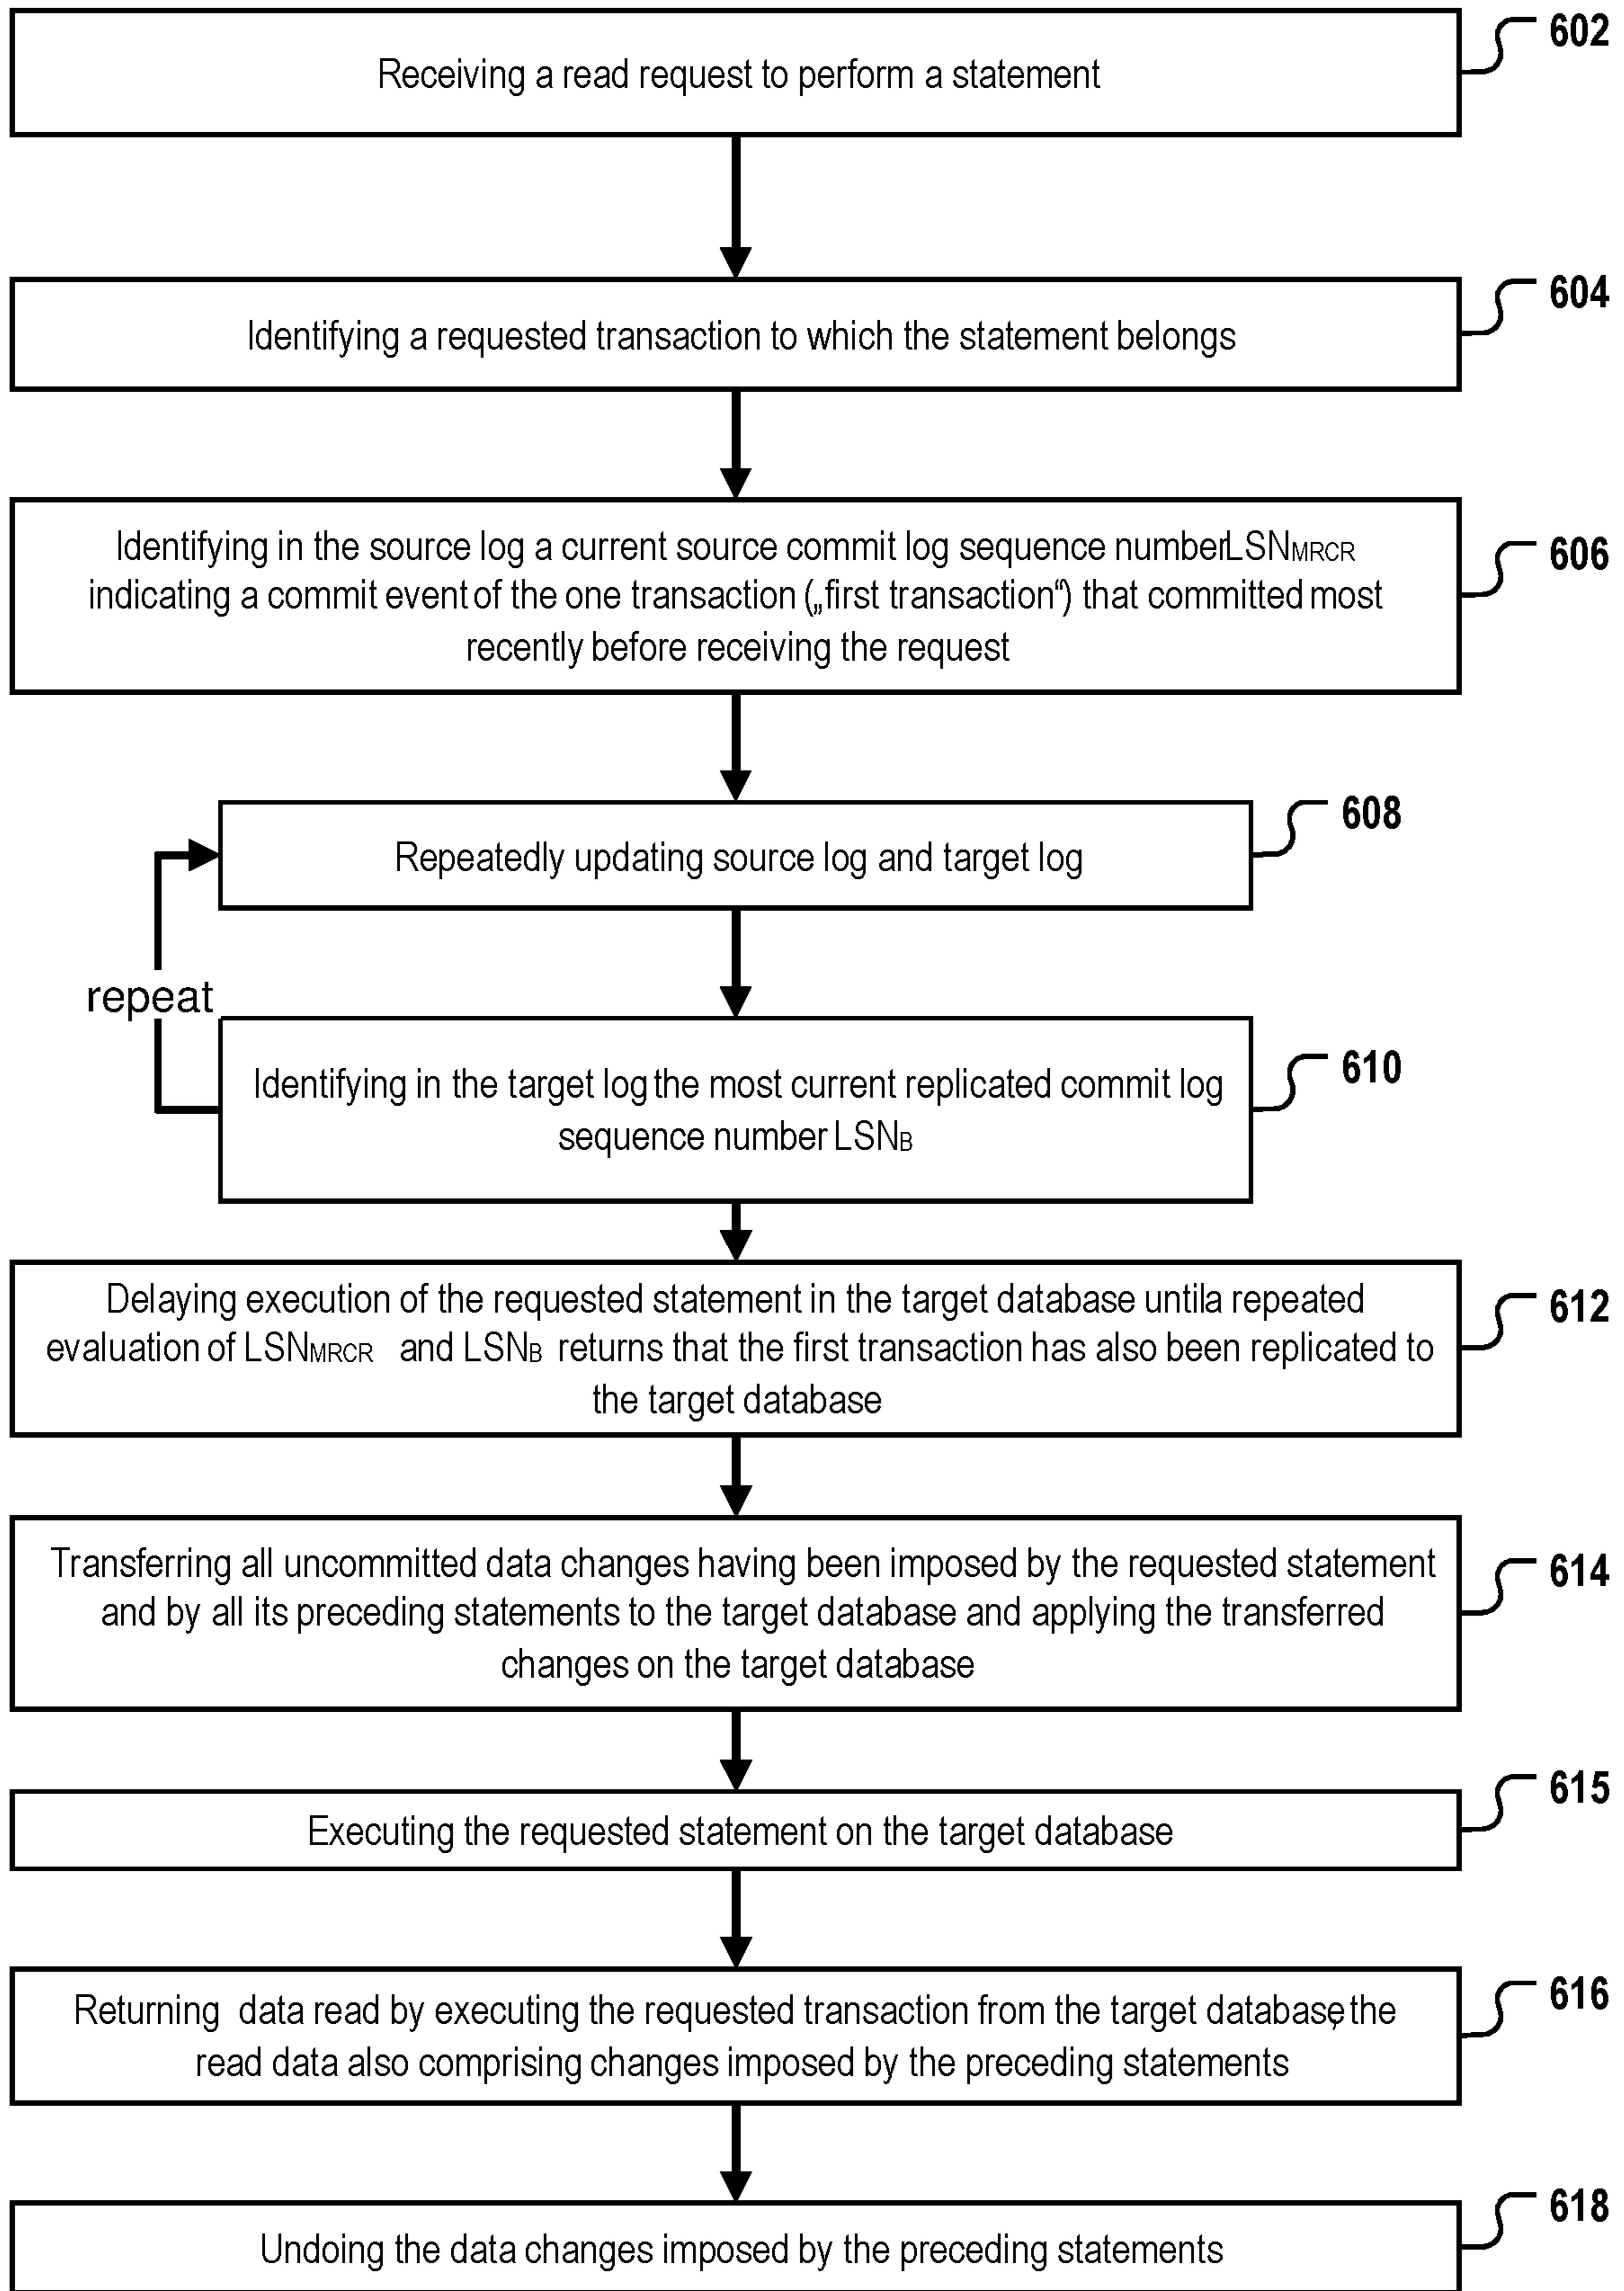 Receiving a read request to perform a statement
602
Identifying a requested transaction to which the statement belongs
604
Identifying in the source log a current source commit log sequence numberLSNMRCR
indicating a commit event of the one transaction („first transaction“) that committed most
recently before receiving the request
606
Repeatedly updating source log and target log
608
repeat
Identifying in the target log the most current replicated commit log
sequence number LSNB
610
Delaying execution of the requested statement in the target database untila repeated
evaluation of LSNMRCR and LSNB returns that the first transaction has also been replicated to
the target database
612
Transferring all uncommitted data changes having been imposed by the requested statement
and by all its preceding statements to the target database and applying the transferred
changes on the target database
614
Executing the requested statement on the target database
615
Returning data read by executing the requested transaction from the target database, the
read data also comprising changes imposed by the preceding statements
616
Undoing the data changes imposed by the preceding statements
618